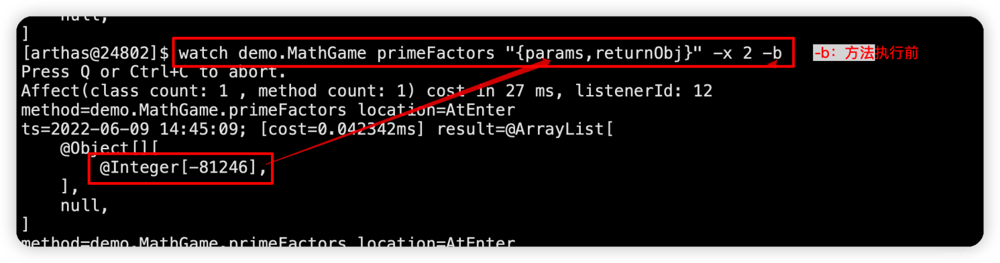 null,
]
[arthas@24802]$ watch demo.MathGame primeFactors "{params,returnObj}" -x 2 -b -b：方法执行前
Press Q or Ctrl+C to abort.
Affect(class count: 1 , method count: 1) cost in 27 ms, listenerId: 12
method=demo.MathGame.primeFactors location=AtEnter
ts=2022-06-09 14:45:09; [cost=0.042342ms] result=@ArrayList[
@Object[][
@Integer[-81246],
],
null,
]
method=demo.MathGame.primeFactors location=AtEnter